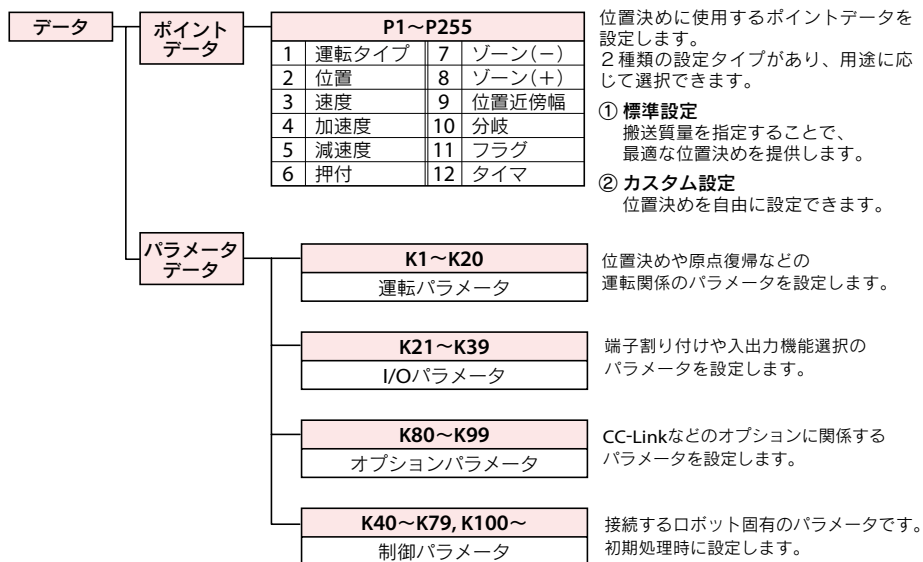 データ
ポイント
データ
P1～P255
1 運転タイプ 7 ゾーン(－)
2 位置 8 ゾーン(＋)
3 速度 9 位置近傍幅
4 加速度 10 分岐
5 減速度 11 フラグ
6 押付 12 タイマ
位置決めに使用するポイントデータを
設定します。
２種類の設定タイプがあり、用途に応
じて選択できます。
① 標準設定
搬送質量を指定することで、
最適な位置決めを提供します。
② カスタム設定
位置決めを自由に設定できます。
パラメータ
データ
K1～K20
運転パラメータ
位置決めや原点復帰などの
運転関係のパラメータを設定します。
K21～K39
I/Oパラメータ
端子割り付けや入出力機能選択の
パラメータを設定します。
K80～K99
オプションパラメータ
CC-Linkなどのオプションに関係する
パラメータを設定します。
K40～K79, K100～
制御パラメータ
接続するロボット固有のパラメータです。
初期処理時に設定します。